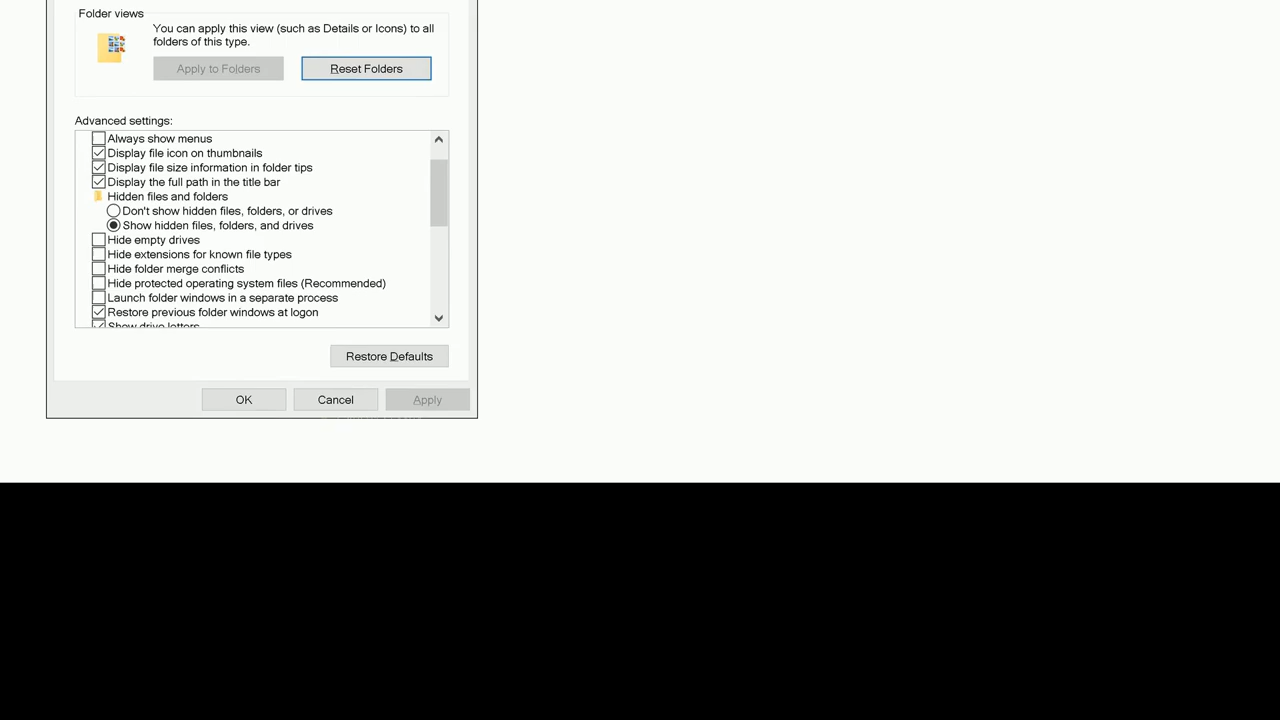 Folder views
You can apply this view (such as Details or Icons) to all
folders of this type.
Apply to Folders
Reset Folders
Advanced settings:
Always show menus
Display file icon on thumbnails
Display file size information in folder tips
Display the full path in the title bar
Hidden files and folders
Don't show hidden files, folders, or drives
Show hidden files, folders, and drives
Hide empty drives
Hide extensions for known file types
Hide folder merge conflicts
Hide protected operating system files (Recommended)
Launch folder windows in a separate process
Restore previous folder windows at logon
Show drive letters
Restore Defaults
OK
Cancel
Apply